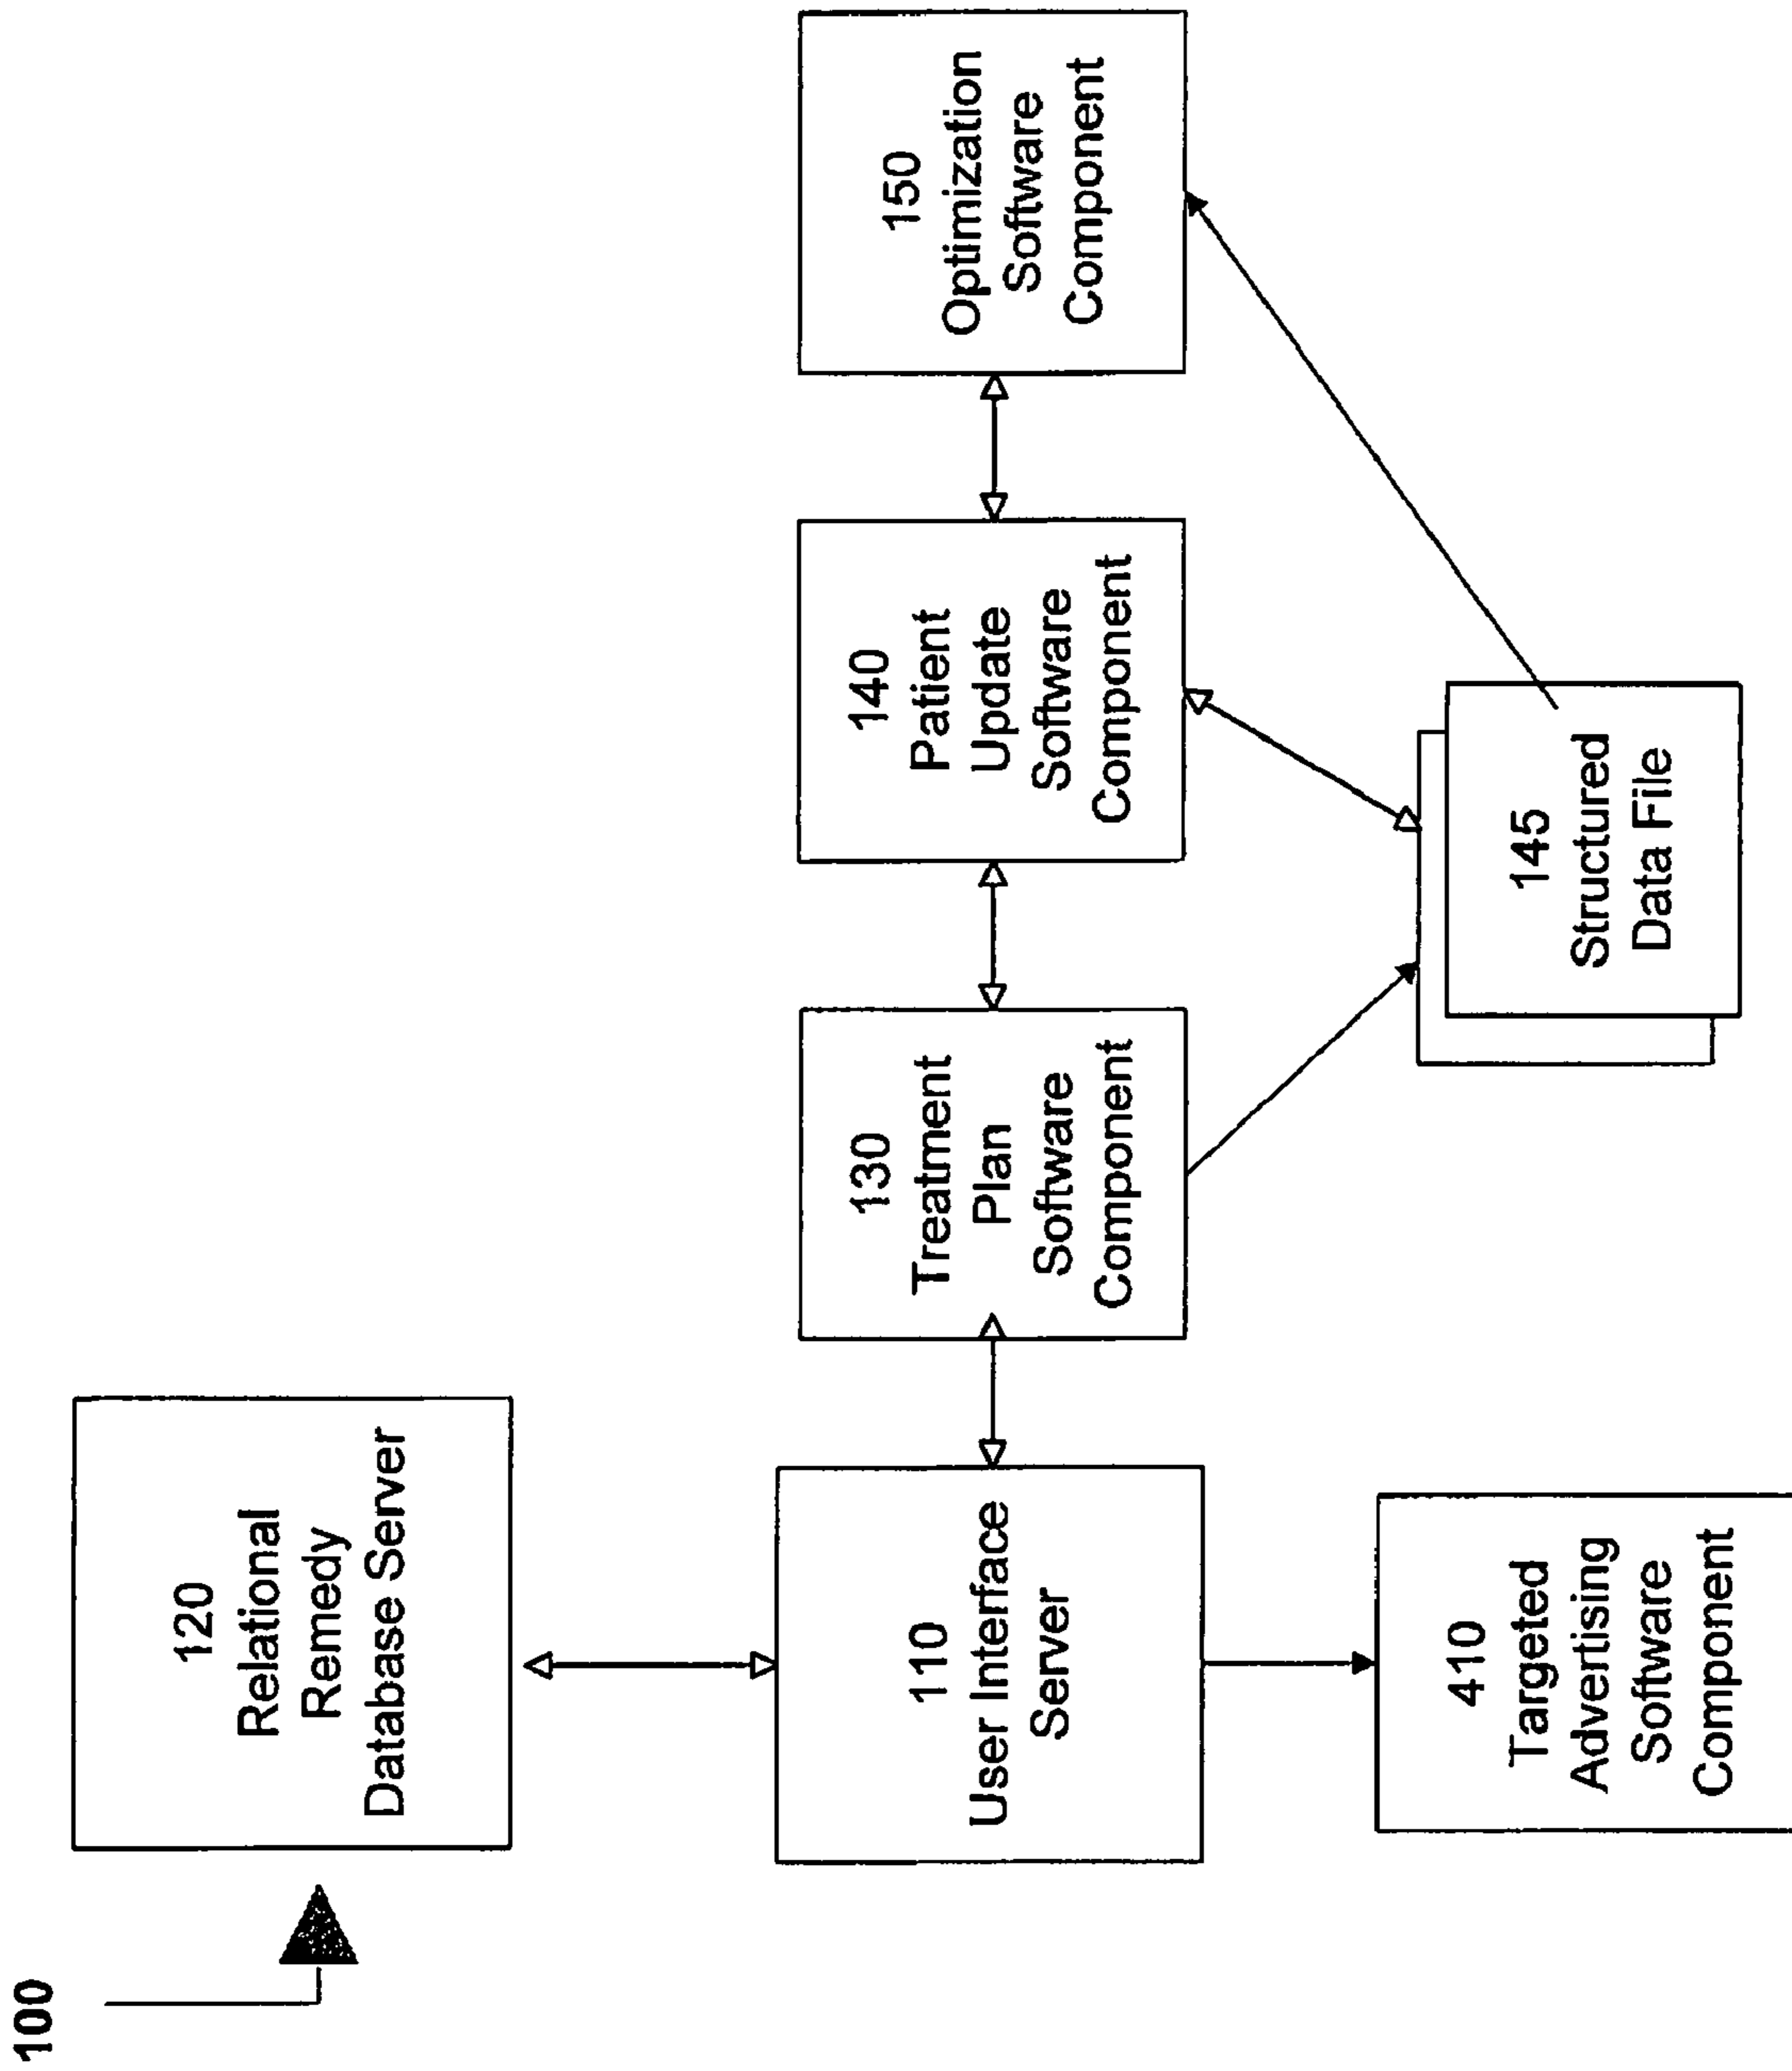 100
120
Relational
Remedy
Database Server
110
User Interface
Server
130
Treatment
Plan
Software
Component
140
Patient
Update
Software
Component
150
Optimization
Software
Component
410
Targeted
Advertising
Software
Component
145
Structured
Data File